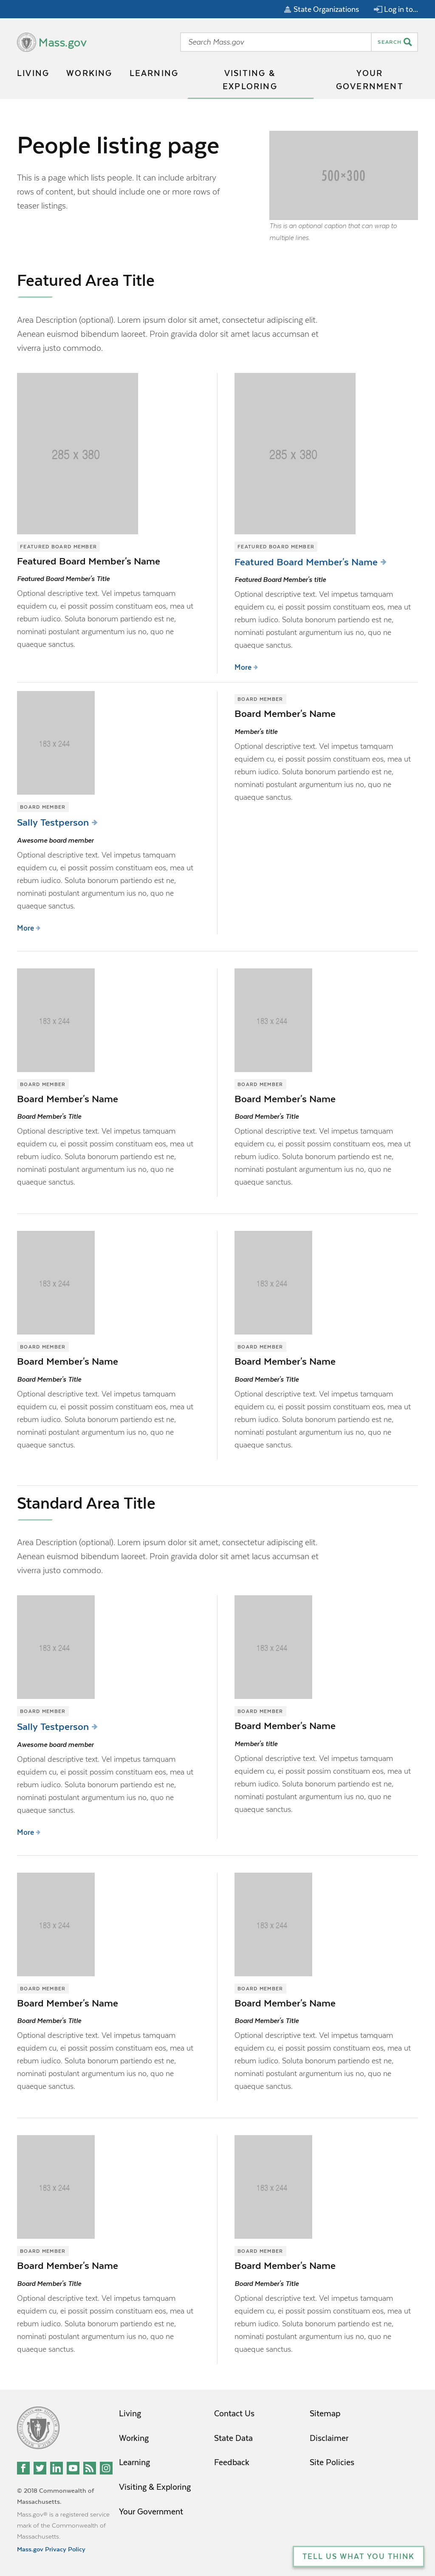 State Organizations
Log in to...
Mass.gov
Search Mass.gov
SEARCH
LIVING
WORKING
LEARNING
VISITING &
EXPLORING
YOUR
GOVERNMENT
People listing page
This is a page which lists people. It can include arbitrary
rows of content, but should include one or more rows of
teaser listings.
500×300
This is an optional caption that can wrap to
multiple lines.
Featured Area Title
Area Description (optional). Lorem ipsum dolor sit amet, consectetur adipiscing elit.
Aenean euismod bibendum laoreet. Proin gravida dolor sit amet lacus accumsan et
viverra justo commodo.
285 x 380
FEATURED BOARD MEMBER
Featured Board Member's Name
Featured Board Member's Title
Optional descriptive text. Vel impetus tamquam
equidem cu, ei possit possim constituam eos, mea ut
rebum iudico. Soluta bonorum partiendo est ne,
nominati postulant argumentum ius no, quo ne
quaeque sanctus.
285 x 380
FEATURED BOARD MEMBER
Featured Board Member's Name
Featured Board Member's title
Optional descriptive text. Vel impetus tamquam
equidem cu, ei possit possim constituam eos, mea ut
rebum iudico. Soluta bonorum partiendo est ne,
nominati postulant argumentum ius no, quo ne
quaeque sanctus.
More
183 x 244
BOARD MEMBER
Sally Testperson
Awesome board member
Optional descriptive text. Vel impetus tamquam
equidem cu, ei possit possim constituam eos, mea ut
rebum iudico. Soluta bonorum partiendo est ne,
nominati postulant argumentum ius no, quo ne
quaeque sanctus.
More
BOARD MEMBER
Board Member's Name
Member's title
Optional descriptive text. Vel impetus tamquam
equidem cu, ei possit possim constituam eos, mea ut
rebum iudico. Soluta bonorum partiendo est ne,
nominati postulant argumentum ius no, quo ne
quaeque sanctus.
183 x 244
BOARD MEMBER
Board Member's Name
Board Member's Title
Optional descriptive text. Vel impetus tamquam
equidem cu, ei possit possim constituam eos, mea ut
rebum iudico. Soluta bonorum partiendo est ne,
nominati postulant argumentum ius no, quo ne
quaeque sanctus.
183 x 244
BOARD MEMBER
Board Member's Name
Board Member's Title
Optional descriptive text. Vel impetus tamquam
equidem cu, ei possit possim constituam eos, mea ut
rebum iudico. Soluta bonorum partiendo est ne,
nominati postulant argumentum ius no, quo ne
quaeque sanctus.
183 x 244
BOARD MEMBER
Board Member's Name
Board Member's Title
Optional descriptive text. Vel impetus tamquam
equidem cu, ei possit possim constituam eos, mea ut
rebum iudico. Soluta bonorum partiendo est ne,
nominati postulant argumentum ius no, quo ne
quaeque sanctus.
183 x 244
BOARD MEMBER
Board Member's Name
Board Member's Title
Optional descriptive text. Vel impetus tamquam
equidem cu, ei possit possim constituam eos, mea ut
rebum iudico. Soluta bonorum partiendo est ne,
nominati postulant argumentum ius no, quo ne
quaeque sanctus.
Standard Area Title
Area Description (optional). Lorem ipsum dolor sit amet, consectetur adipiscing elit.
Aenean euismod bibendum laoreet. Proin gravida dolor sit amet lacus accumsan et
viverra justo commodo.
183 x 244
BOARD MEMBER
Sally Testperson
Awesome board member
Optional descriptive text. Vel impetus tamquam
equidem cu, ei possit possim constituam eos, mea ut
rebum iudico. Soluta bonorum partiendo est ne,
nominati postulant argumentum ius no, quo ne
quaeque sanctus.
More
183 x 244
BOARD MEMBER
Board Member's Name
Member's title
Optional descriptive text. Vel impetus tamquam
equidem cu, ei possit possim constituam eos, mea ut
rebum iudico. Soluta bonorum partiendo est ne,
nominati postulant argumentum ius no, quo ne
quaeque sanctus.
183 x 244
BOARD MEMBER
Board Member's Name
Board Member's Title
Optional descriptive text. Vel impetus tamquam
equidem cu, ei possit possim constituam eos, mea ut
rebum iudico. Soluta bonorum partiendo est ne,
nominati postulant argumentum ius no, quo ne
quaeque sanctus.
183 x 244
BOARD MEMBER
Board Member's Name
Board Member's Title
Optional descriptive text. Vel impetus tamquam
equidem cu, ei possit possim constituam eos, mea ut
rebum iudico. Soluta bonorum partiendo est ne,
nominati postulant argumentum ius no, quo ne
quaeque sanctus.
183 x 244
BOARD MEMBER
Board Member's Name
Board Member's Title
Optional descriptive text. Vel impetus tamquam
equidem cu, ei possit possim constituam eos, mea ut
rebum iudico. Soluta bonorum partiendo est ne,
nominati postulant argumentum ius no, quo ne
quaeque sanctus.
183 x 244
BOARD MEMBER
Board Member's Name
Board Member's Title
Optional descriptive text. Vel impetus tamquam
equidem cu, ei possit possim constituam eos, mea ut
rebum iudico. Soluta bonorum partiendo est ne,
nominati postulant argumentum ius no, quo ne
quaeque sanctus.
© 2018 Commonwealth of
Massachusetts.
Mass.gov® is a registered service
mark of the Commonwealth of
Massachusetts.
Mass.gov Privacy Policy
Living
Working
Learning
Visiting & Exploring
Your Government
Contact Us
State Data
Feedback
Sitemap
Disclaimer
Site Policies
TELL US WHAT YOU THINK